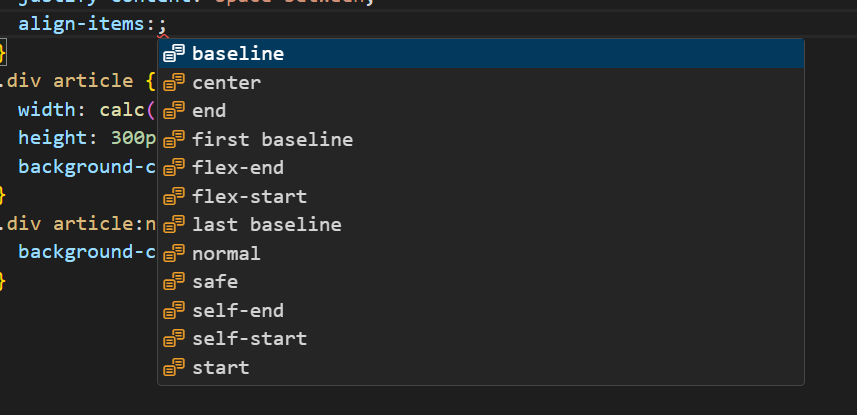 justify-content: space-between;
align-items:;
}
.div article {
width: calc(
height: 300p
background-c
}
.div article:n
background-c
}
baseline
center
end
first baseline
flex-end
flex-start
last baseline
normal
safe
self-end
self-start
start